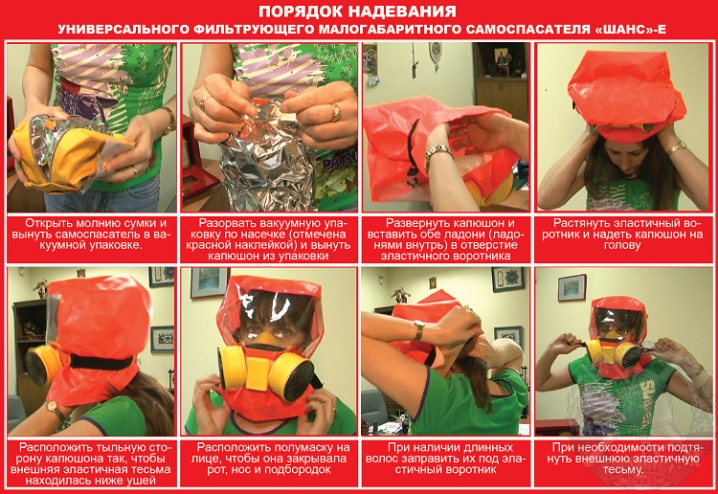 ПОРЯДОК НАДЕВАНИЯ
УНИВЕРСАЛЬНОГО ФИЛЬТРУЮЩЕГО МАЛОГАБАРИТНОГО САМОСПАСАТЕЛЯ «ШАНС»-Е
Открыть молнию сумки и
вынуть самоспасатель в ва-
куумной упаковке.
Разорвать вакуумную упа-
ковку по насечке (отмечена
красной наклейкой) и вынуть
капюшон из упаковки
Развернуть капюшон и
вставить обе ладони (ладо-
нями внутрь) в отверстие
эластичного воротника
Растянуть эластичный во-
ротник и надеть капюшон на
голову
Расположить тыльную сто-
рону капюшона так, чтобы
внешняя эластичная тесьма
находилась ниже ушей
Расположить полумаску на
лице, чтобы она закрывала
рот, нос и подбородок
При наличии длинных
волос заправить их под эла-
стичный воротник
При необходимости подтя-
нуть внешнюю эластичную
тесьму.